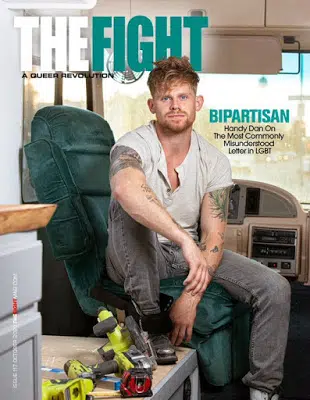 THE FIGHT
A QUEER REVOLUTION
BIPARTISAN
Handy Dan On
The Most Commonly
Misunderstood
Letter in LGBT